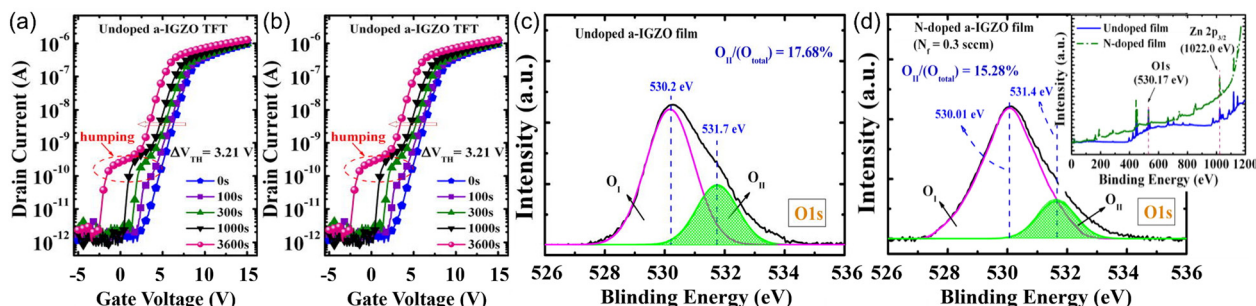 (a)
Undoped a-IGZO TFT
Drain Current (A)
10⁻⁶
10⁻⁷
10⁻⁸
10⁻⁹
10⁻¹⁰
10⁻¹¹
10⁻¹²
humping
ΔV_TH = 3.21 V
0s
100s
300s
1000s
3600s
-5 0 5 10 15
Gate Voltage (V)
(b)
Undoped a-IGZO TFT
Drain Current (A)
10⁻⁶
10⁻⁷
10⁻⁸
10⁻⁹
10⁻¹⁰
10⁻¹¹
10⁻¹²
humping
ΔV_TH = 3.21 V
0s
100s
300s
1000s
3600s
-5 0 5 10 15
Gate Voltage (V)
(c)
Undoped a-IGZO film
O_II/(O_total) = 17.68%
530.2 eV
531.7 eV
O_I
O_II
O1s
Intensity (a.u.)
526 528 530 532 534 536
Blinding Energy (eV)
(d)
N-doped a-IGZO film
(N_f = 0.3 sccm)
O_II/(O_total) = 15.28%
531.4 eV
530.01 eV
O_I
O_II
O1s
Intensity (a.u.)
526 528 530 532 534 536
Blinding Energy (eV)
Undoped film
N-doped film
Zn 2p_3/2
(1022.0 eV)
O1s
(530.17 eV)
Intensity (a.u.)
0 200 400 600 800 1000 1200
Binding Energy (eV)